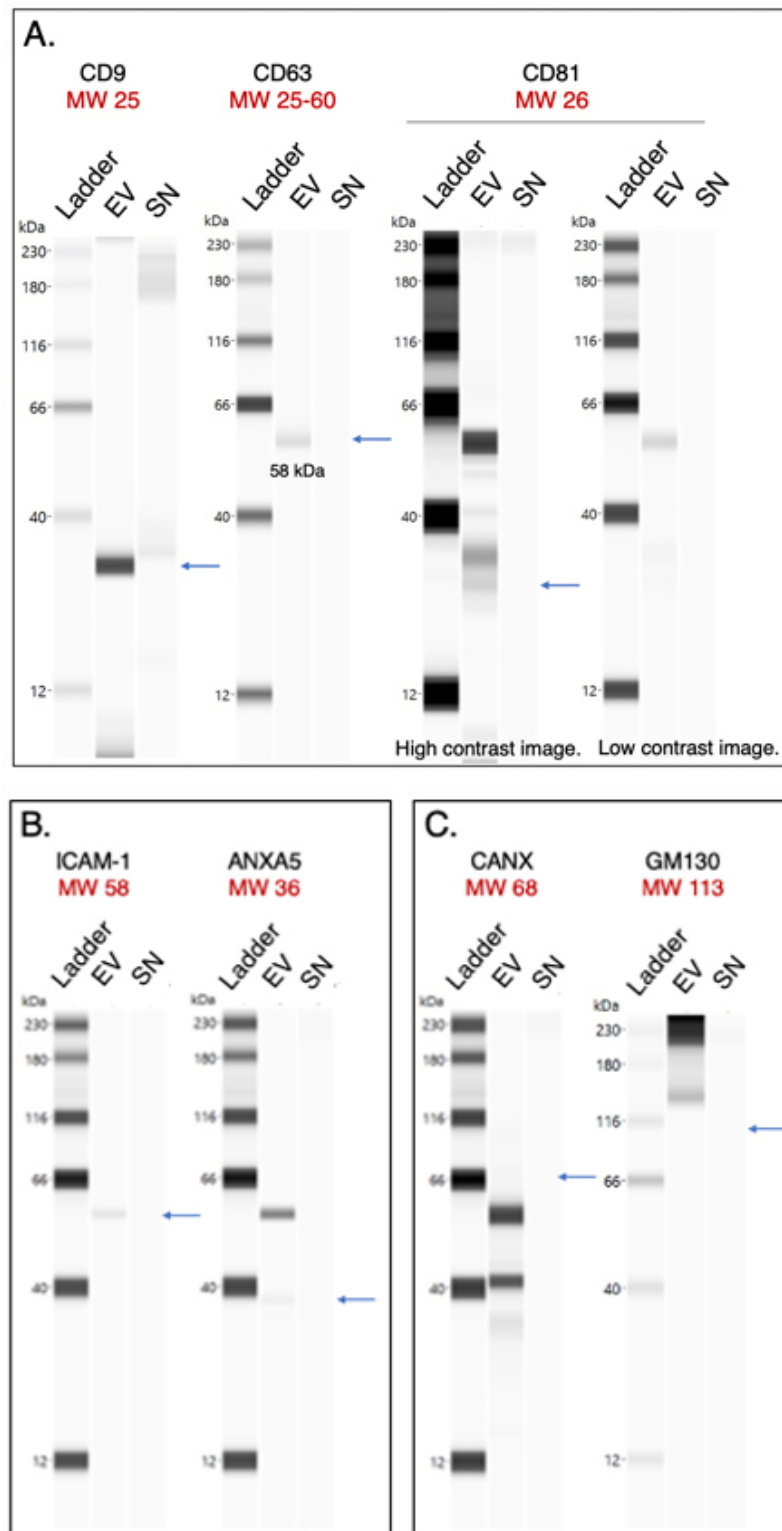 A.
CD9
MW 25
Ladder
EV
SN
kDa
230
180
116
66
40
12
CD63
MW 25-60
Ladder
EV
SN
kDa
230
180
116
66
40
12
58 kDa
CD81
MW 26
Ladder
EV
SN
kDa
230
180
116
66
40
12
High contrast image.
Ladder
EV
SN
kDa
230
180
116
66
40
12
Low contrast image.
B.
ICAM-1
MW 58
Ladder
EV
SN
kDa
230
180
116
66
40
12
ANXA5
MW 36
Ladder
EV
SN
kDa
230
180
116
66
40
12
C.
CANX
MW 68
Ladder
EV
SN
kDa
230
180
116
66
40
12
GM130
MW 113
Ladder
EV
SN
kDa
230
180
116
66
40
12